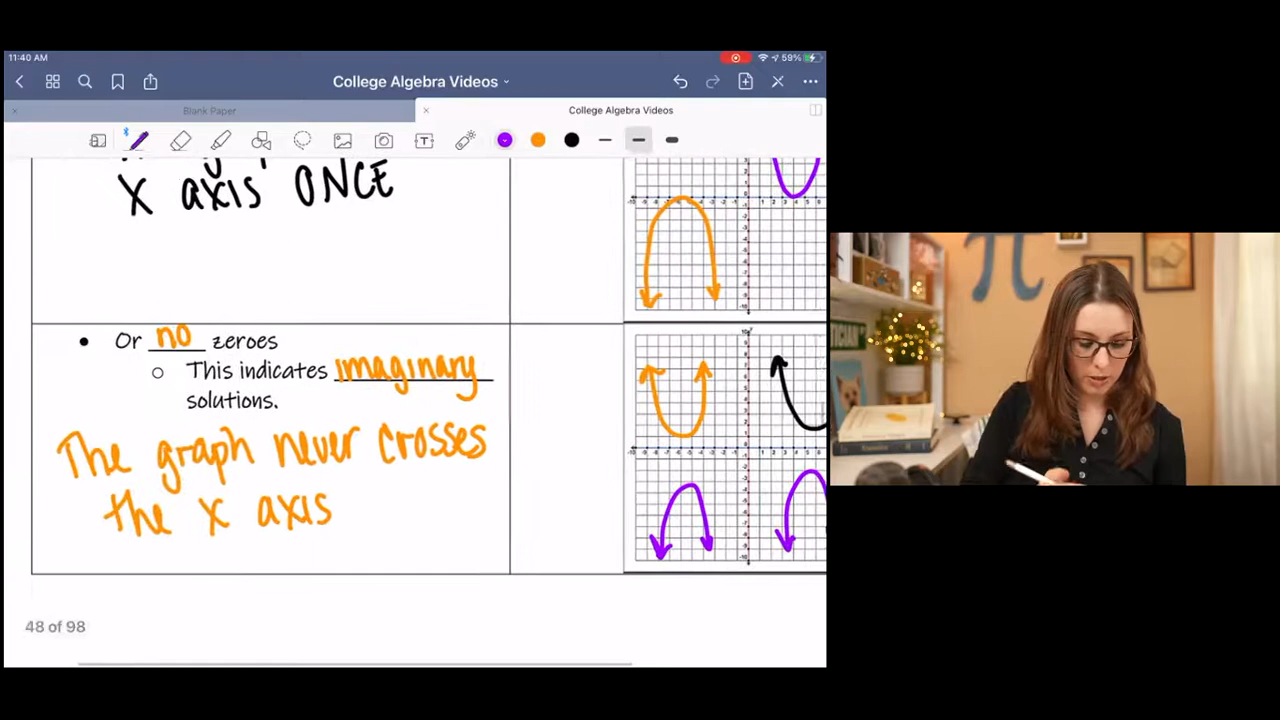 11:40 AM
59%
College Algebra Videos
Blank Paper
College Algebra Videos
X axis ONCE
Or no zeroes
This indicates imaginary
solutions.
The graph never crosses
the x axis
48 of 98